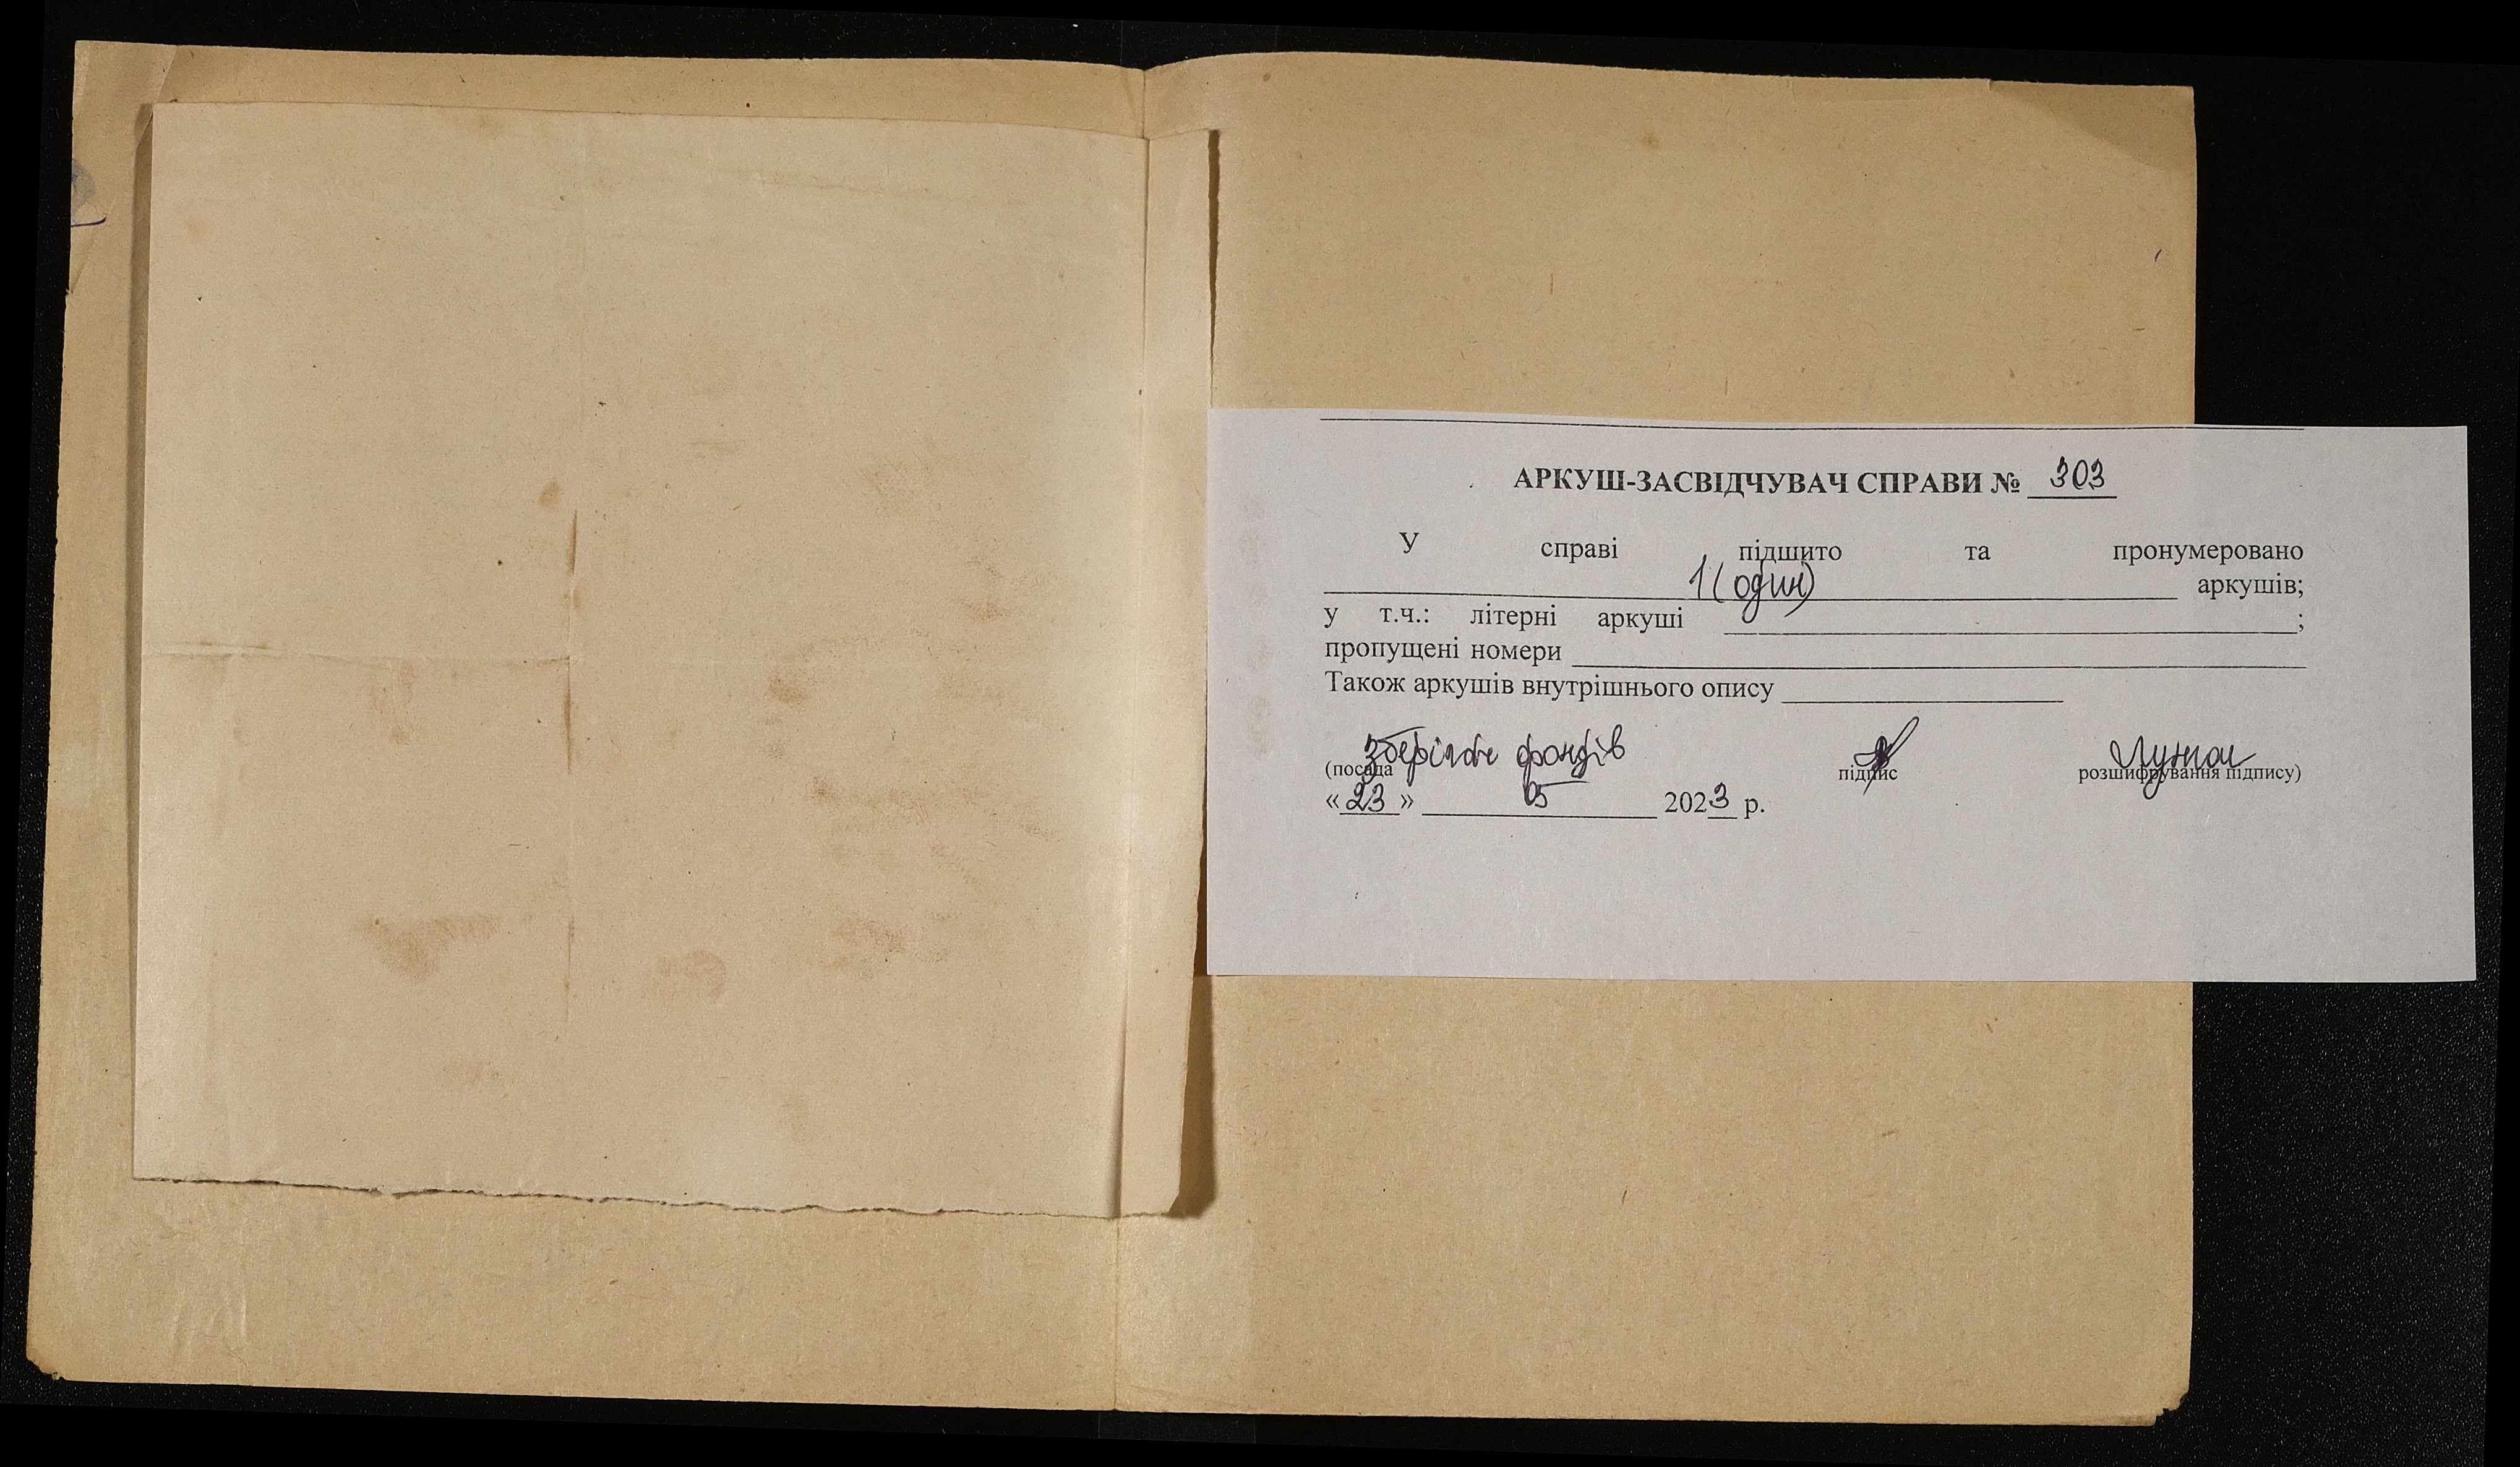 АРКУШ-ЗАСВІДЧУВАЧ СПРАВИ № 303
У справі підшито та пронумеровано
1 (один) аркушів;
у т.ч.: літерні аркуші ;
пропущені номери
Також аркушів внутрішнього опису
Зберігач фондів
(посада підпис розшифрування підпису)
«23» 05 2023 р.